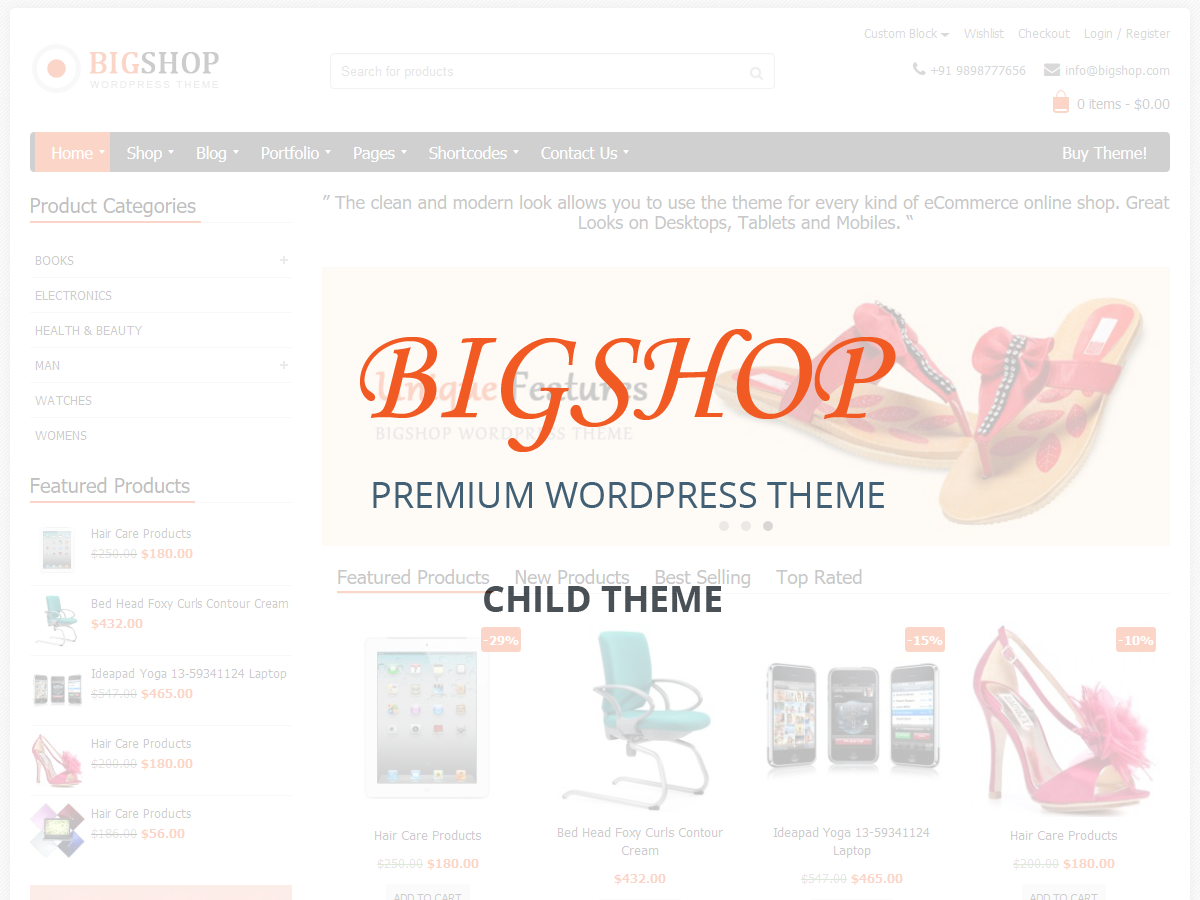 Custom Block Wishlist Checkout Login / Register
BIGSHOP
WORDPRESS THEME
Search for products
+91 9898777656 info@bigshop.com
0 items - $0.00
Home Shop Blog Portfolio Pages Shortcodes Contact Us Buy Theme!
Product Categories
BOOKS +
ELECTRONICS
HEALTH & BEAUTY
MAN +
WATCHES
WOMENS
Featured Products
Hair Care Products
$250.00 $180.00
Bed Head Foxy Curls Contour Cream
$432.00
Ideapad Yoga 13-59341124 Laptop
$547.00 $465.00
Hair Care Products
$200.00 $180.00
Hair Care Products
$186.00 $56.00
” The clean and modern look allows you to use the theme for every kind of eCommerce online shop. Great
Looks on Desktops, Tablets and Mobiles. “
BIGSHOP
Unique Features
BIGSHOP WORDPRESS THEME
PREMIUM WORDPRESS THEME
Featured Products New Products Best Selling Top Rated
CHILD THEME
-29%
Hair Care Products
$250.00 $180.00
ADD TO CART
Bed Head Foxy Curls Contour
Cream
$432.00
-15%
Ideapad Yoga 13-59341124
Laptop
$547.00 $465.00
-10%
Hair Care Products
$200.00 $180.00
ADD TO CART